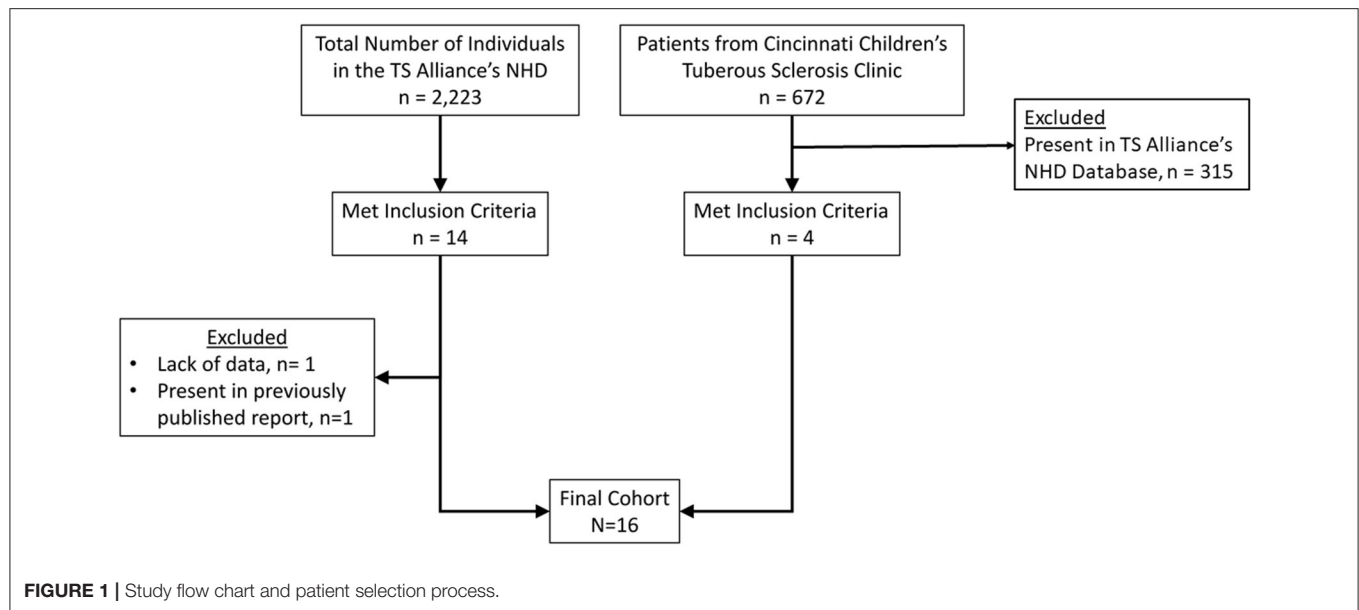 Total Number of Individuals
in the TS Alliance's NHD
n = 2,223
Patients from Cincinnati Children's
Tuberous Sclerosis Clinic
n = 672
Excluded
Present in TS Alliance's
NHD Database, n = 315
Met Inclusion Criteria
n = 14
Met Inclusion Criteria
n = 4
Excluded
• Lack of data, n= 1
• Present in previously
published report, n=1
Final Cohort
N=16
FIGURE 1 | Study flow chart and patient selection process.